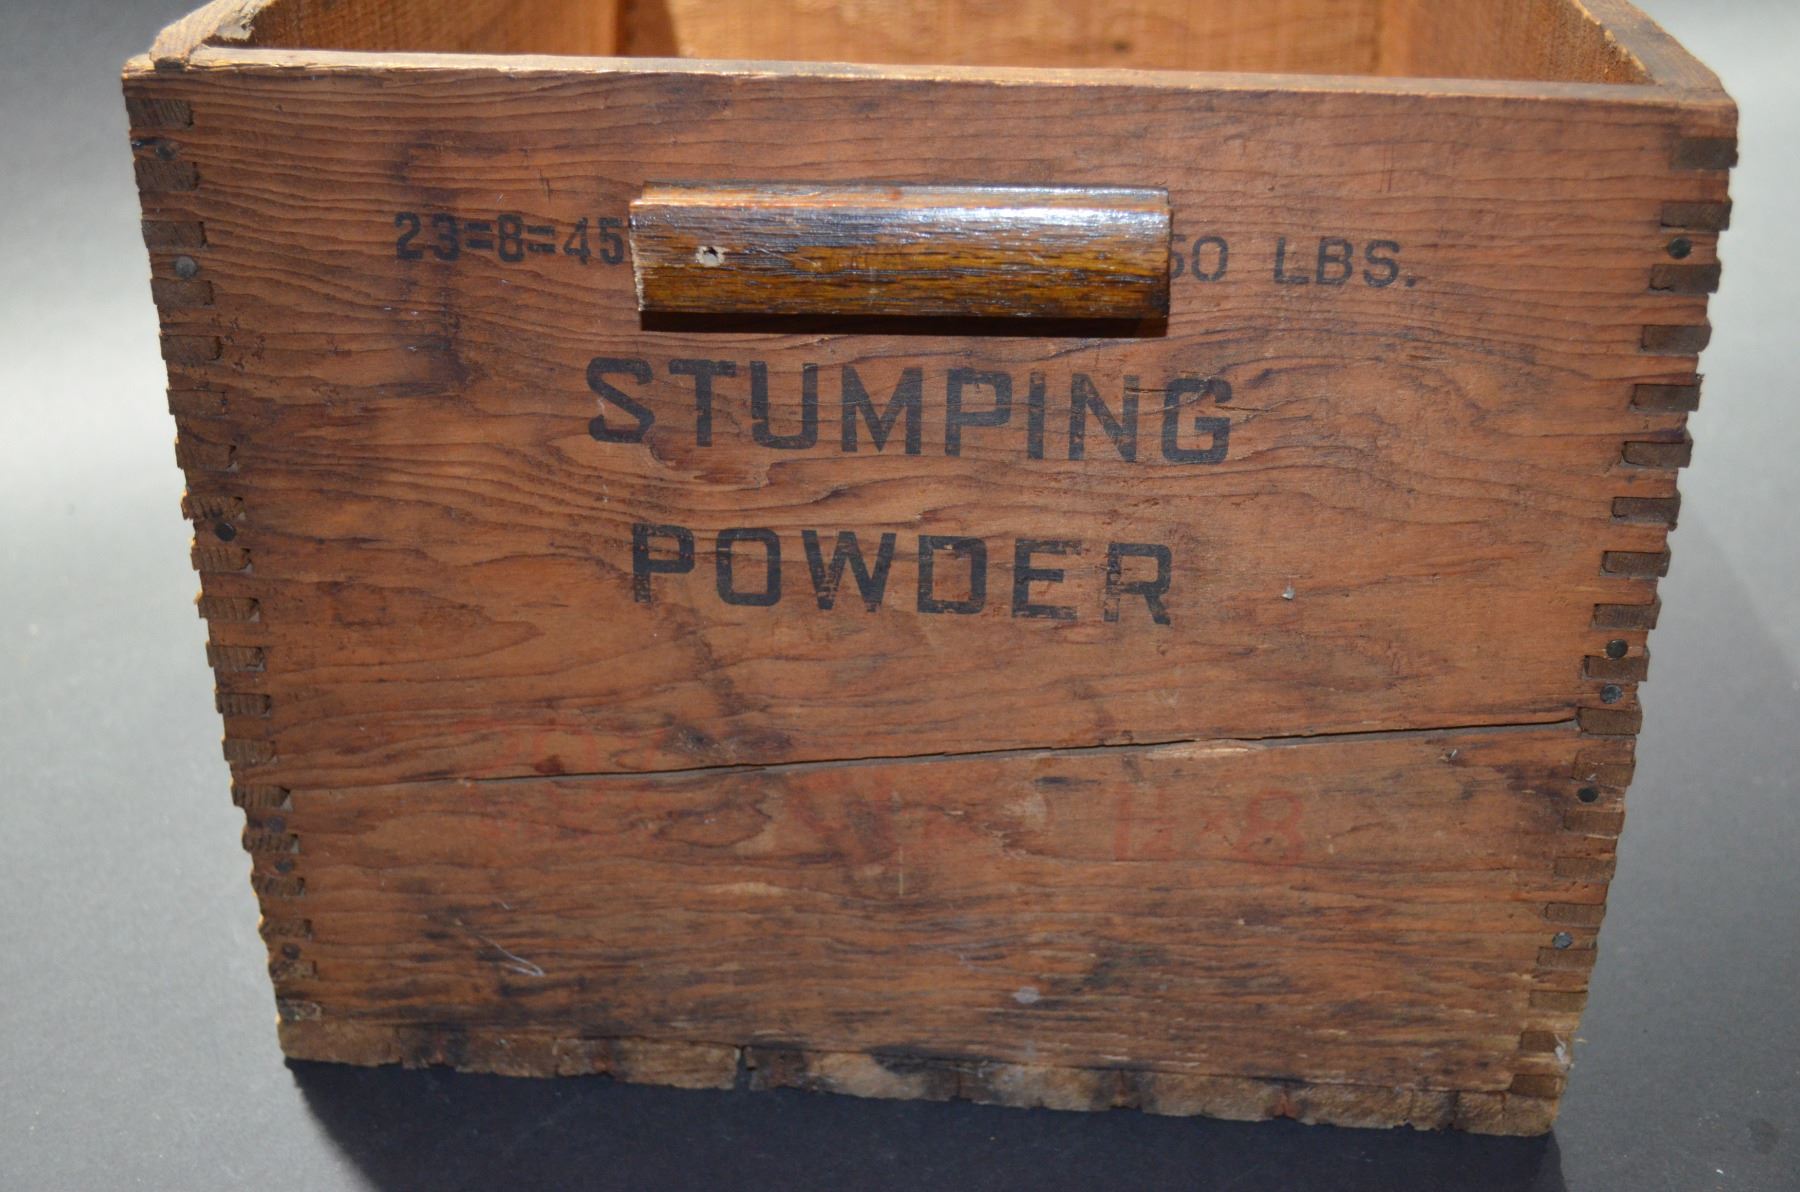 23=8=45 50 LBS.
STUMPING
POWDER